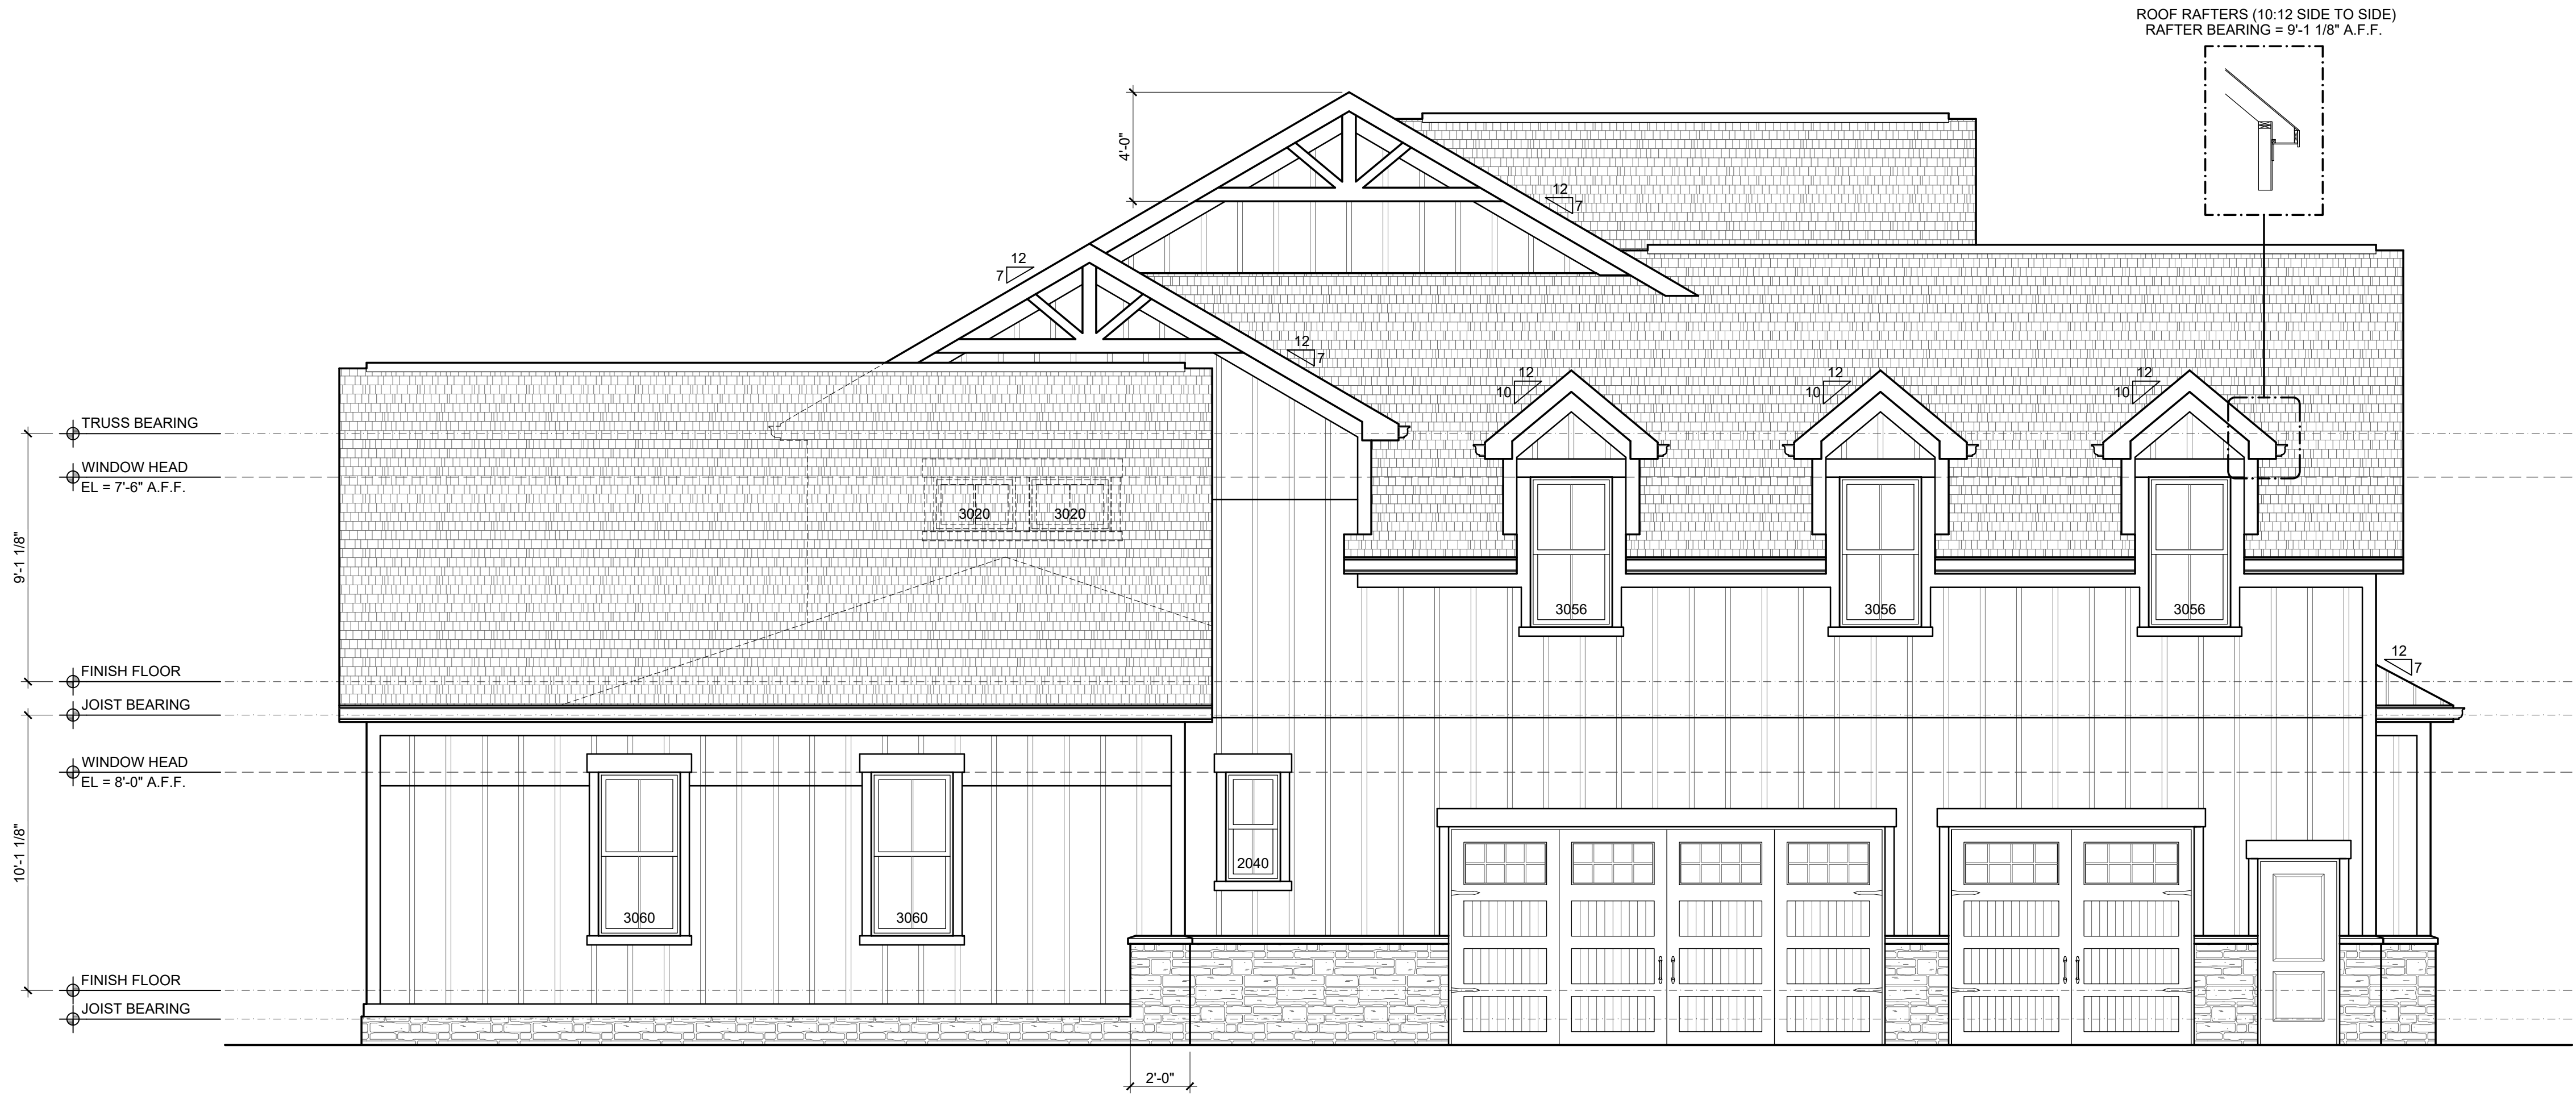 ROOF RAFTERS (10:12 SIDE TO SIDE)
RAFTER BEARING = 9'-1 1/8" A.F.F.
4'-0"
12
7
12
7
12
7
12
10
12
10
12
10
TRUSS BEARING
WINDOW HEAD
EL = 7'-6" A.F.F.
3020
3020
9'-1 1/8"
3056
3056
3056
12
7
FINISH FLOOR
JOIST BEARING
WINDOW HEAD
EL = 8'-0" A.F.F.
10'-1 1/8"
2040
3060
3060
FINISH FLOOR
JOIST BEARING
2'-0"